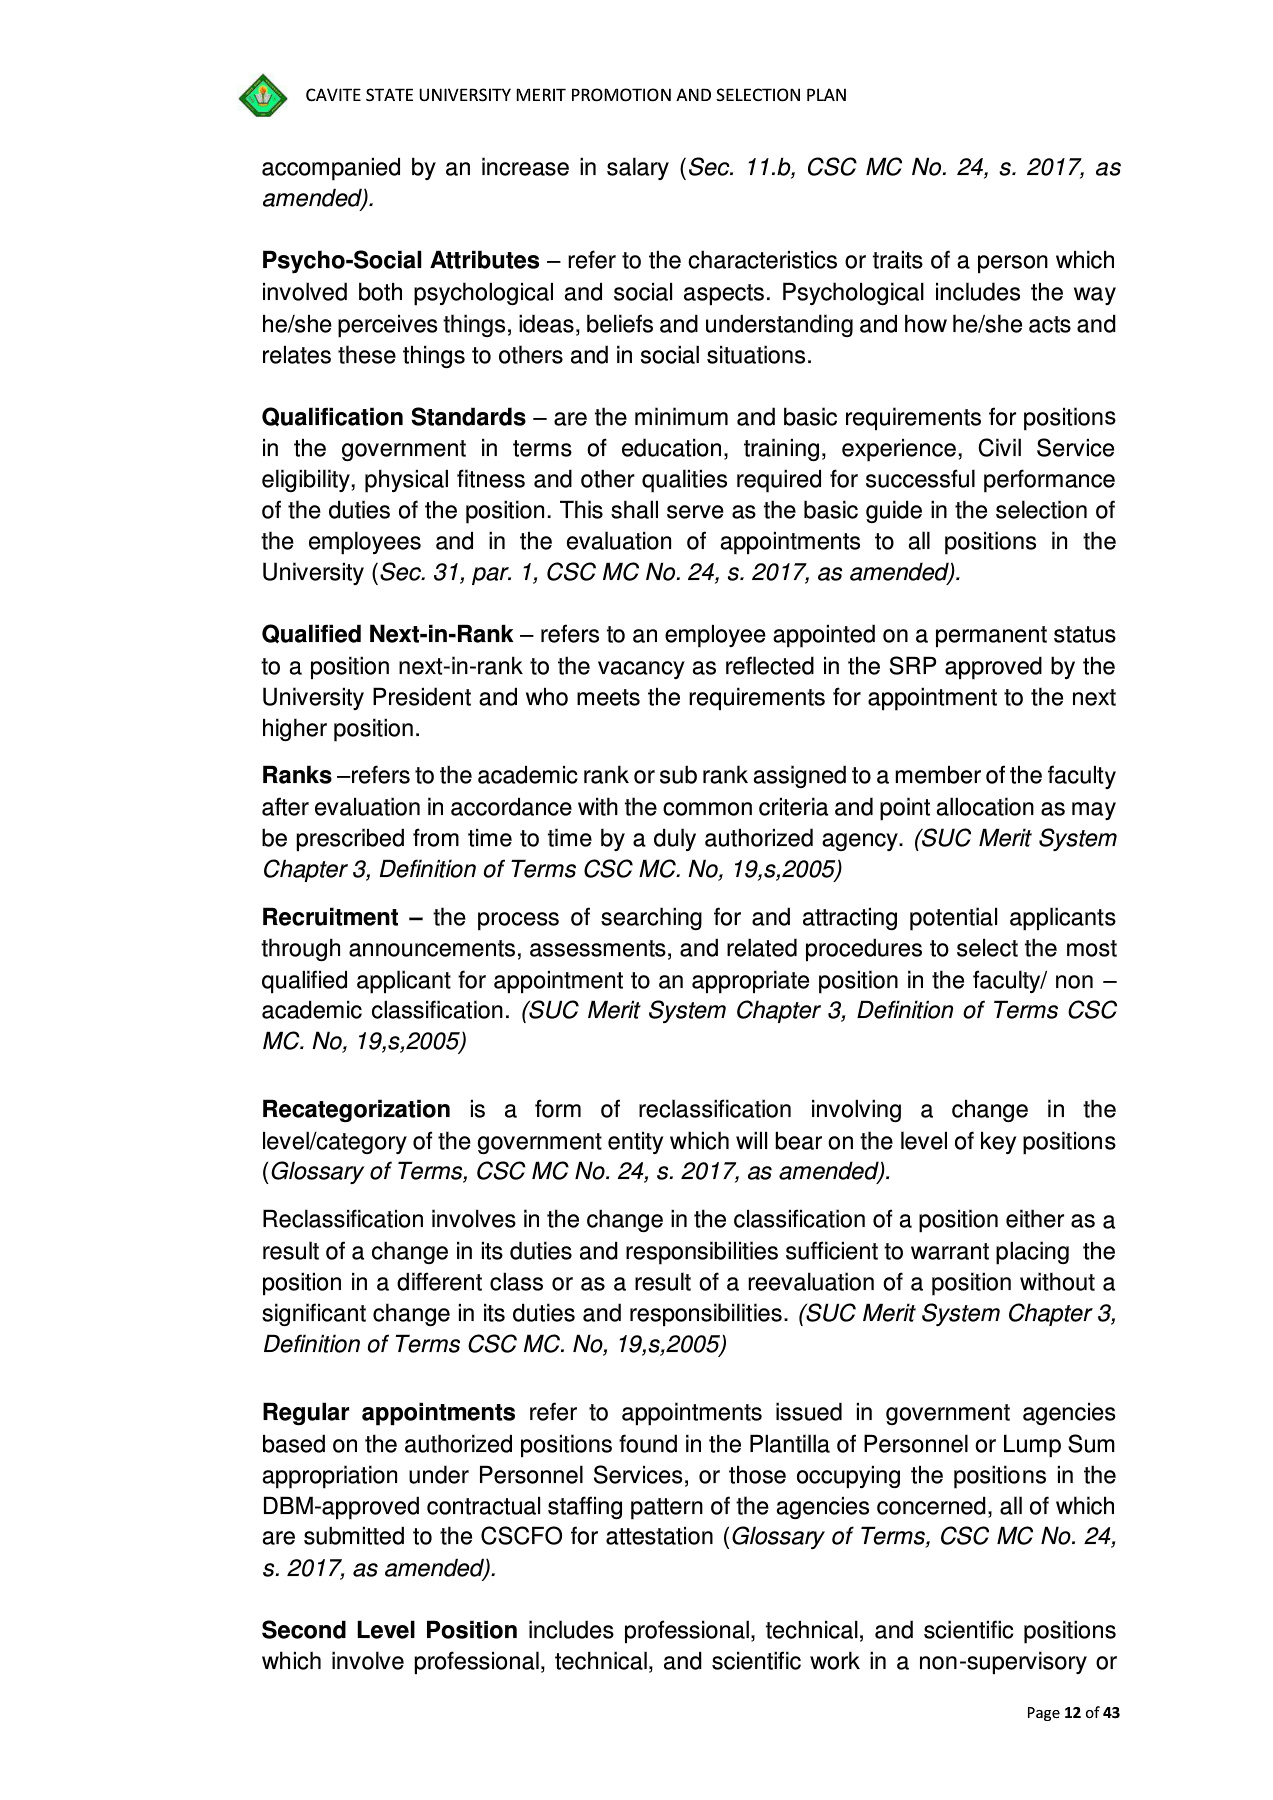 CAVITE STATE UNIVERSITY MERIT PROMOTION AND SELECTION PLAN
accompanied by an increase in salary (Sec. 11.b, CSC MC No. 24, s. 2017, as
amended).
Psycho-Social Attributes – refer to the characteristics or traits of a person which
involved both psychological and social aspects. Psychological includes the way
he/she perceives things, ideas, beliefs and understanding and how he/she acts and
relates these things to others and in social situations.
Qualification Standards – are the minimum and basic requirements for positions
in the government in terms of education, training, experience, Civil Service
eligibility, physical fitness and other qualities required for successful performance
of the duties of the position. This shall serve as the basic guide in the selection of
the employees and in the evaluation of appointments to all positions in the
University (Sec. 31, par. 1, CSC MC No. 24, s. 2017, as amended).
Qualified Next-in-Rank – refers to an employee appointed on a permanent status
to a position next-in-rank to the vacancy as reflected in the SRP approved by the
University President and who meets the requirements for appointment to the next
higher position.
Ranks –refers to the academic rank or sub rank assigned to a member of the faculty
after evaluation in accordance with the common criteria and point allocation as may
be prescribed from time to time by a duly authorized agency. (SUC Merit System
Chapter 3, Definition of Terms CSC MC. No, 19,s,2005)
Recruitment – the process of searching for and attracting potential applicants
through announcements, assessments, and related procedures to select the most
qualified applicant for appointment to an appropriate position in the faculty/ non –
academic classification. (SUC Merit System Chapter 3, Definition of Terms CSC
MC. No, 19,s,2005)
Recategorization is a form of reclassification involving a change in the
level/category of the government entity which will bear on the level of key positions
(Glossary of Terms, CSC MC No. 24, s. 2017, as amended).
Reclassification involves in the change in the classification of a position either as a
result of a change in its duties and responsibilities sufficient to warrant placing the
position in a different class or as a result of a reevaluation of a position without a
significant change in its duties and responsibilities. (SUC Merit System Chapter 3,
Definition of Terms CSC MC. No, 19,s,2005)
Regular appointments refer to appointments issued in government agencies
based on the authorized positions found in the Plantilla of Personnel or Lump Sum
appropriation under Personnel Services, or those occupying the positions in the
DBM-approved contractual staffing pattern of the agencies concerned, all of which
are submitted to the CSCFO for attestation (Glossary of Terms, CSC MC No. 24,
s. 2017, as amended).
Second Level Position includes professional, technical, and scientific positions
which involve professional, technical, and scientific work in a non-supervisory or
Page 12 of 43